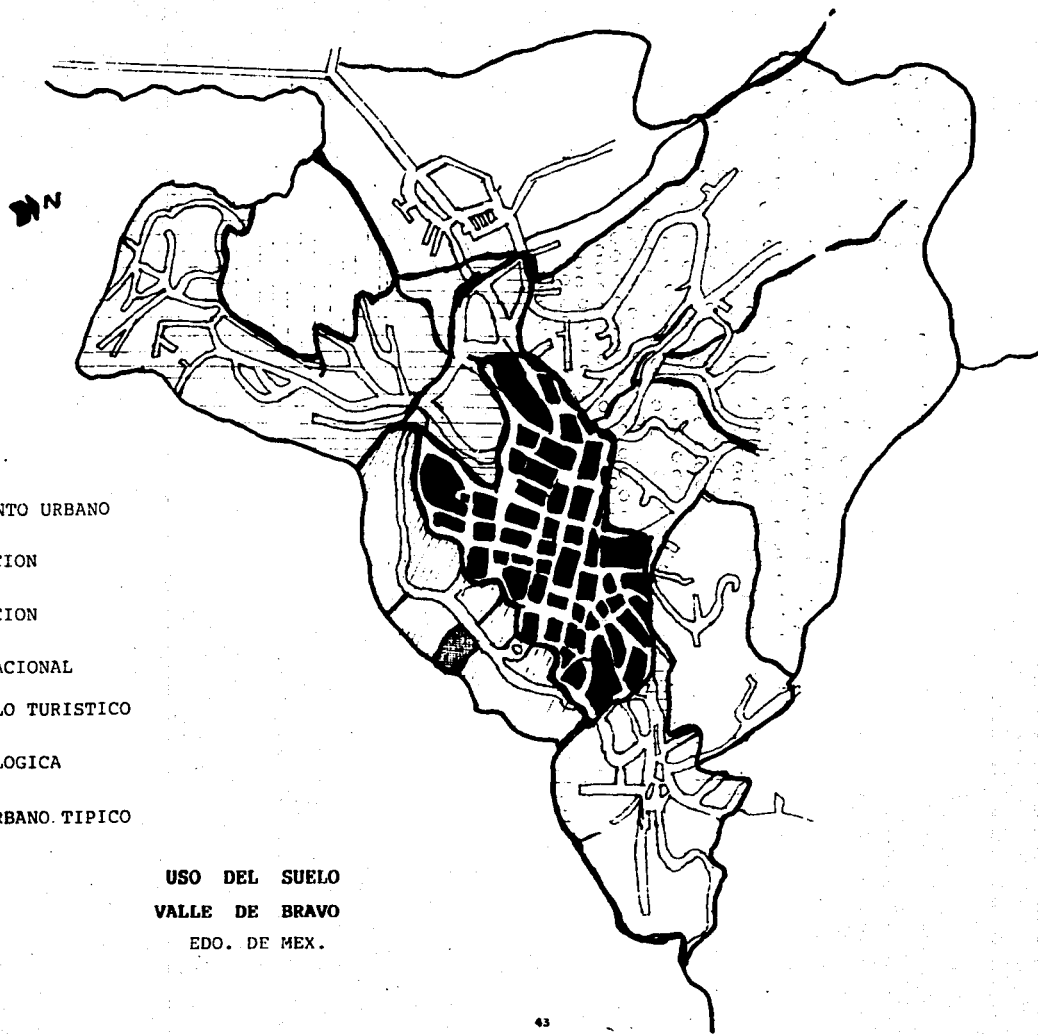 N
NTO URBANO
CION
CION
ACIONAL
LO TURISTICO
LOGICA
RBANO TIPICO
USO DEL SUELO
VALLE DE BRAVO
EDO. DE MEX.
43